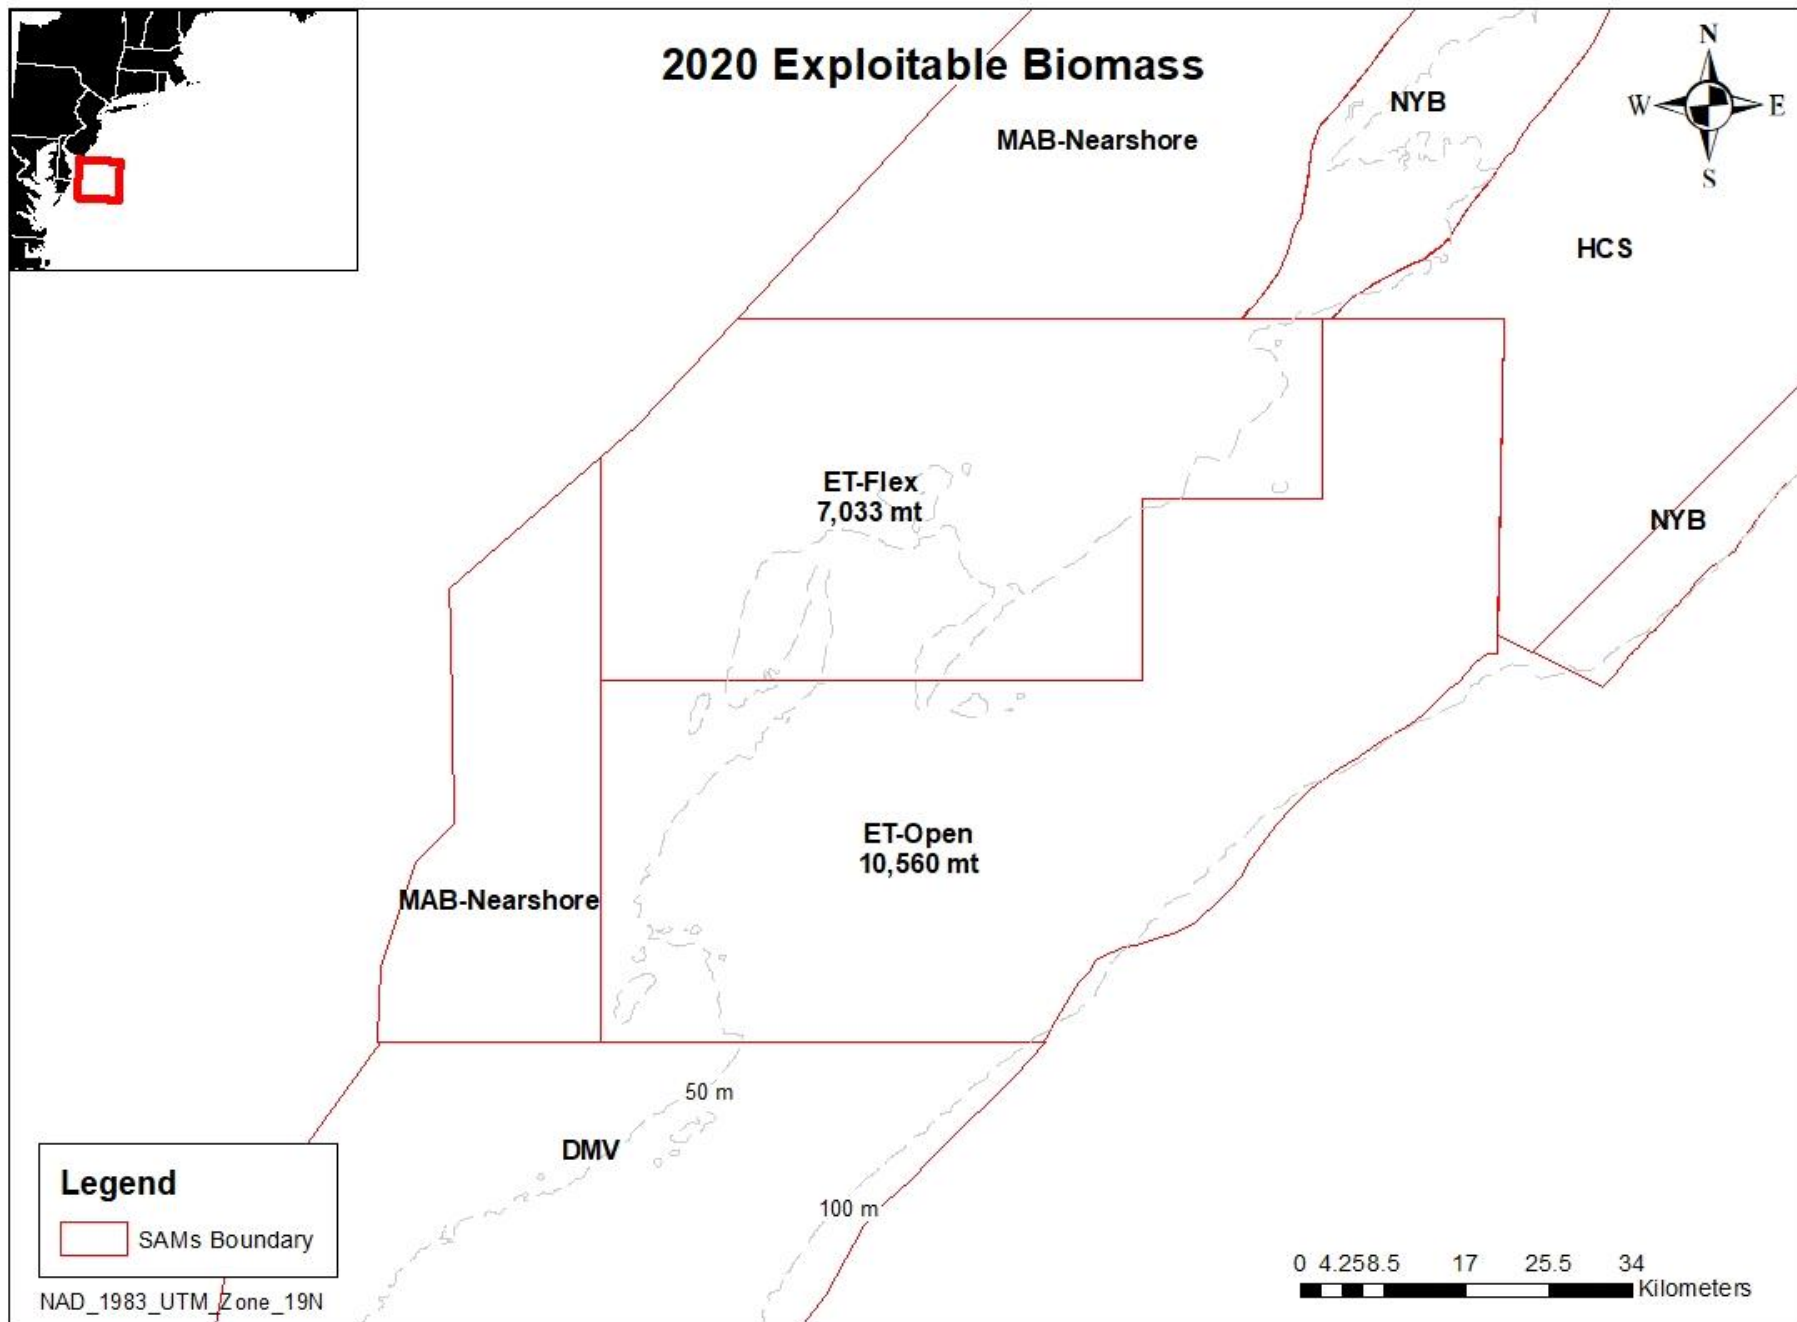 2020 Exploitable Biomass
N
W
E
S
NYB
MAB-Nearshore
HCS
ET-Flex
7,033 mt
NYB
ET-Open
10,560 mt
MAB-Nearshore
50 m
DMV
100 m
Legend
SAMs Boundary
NAD_1983_UTM_Zone_19N
0 4.25 8.5 17 25.5 34
Kilometers